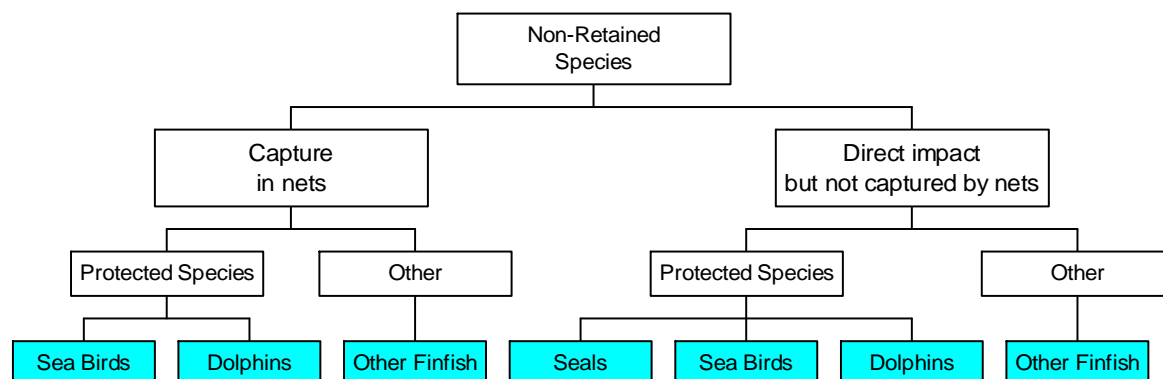 Non-Retained
Species
Capture
in nets
Direct impact
but not captured by nets
Protected Species
Other
Protected Species
Other
Sea Birds
Dolphins
Other Finfish
Seals
Sea Birds
Dolphins
Other Finfish